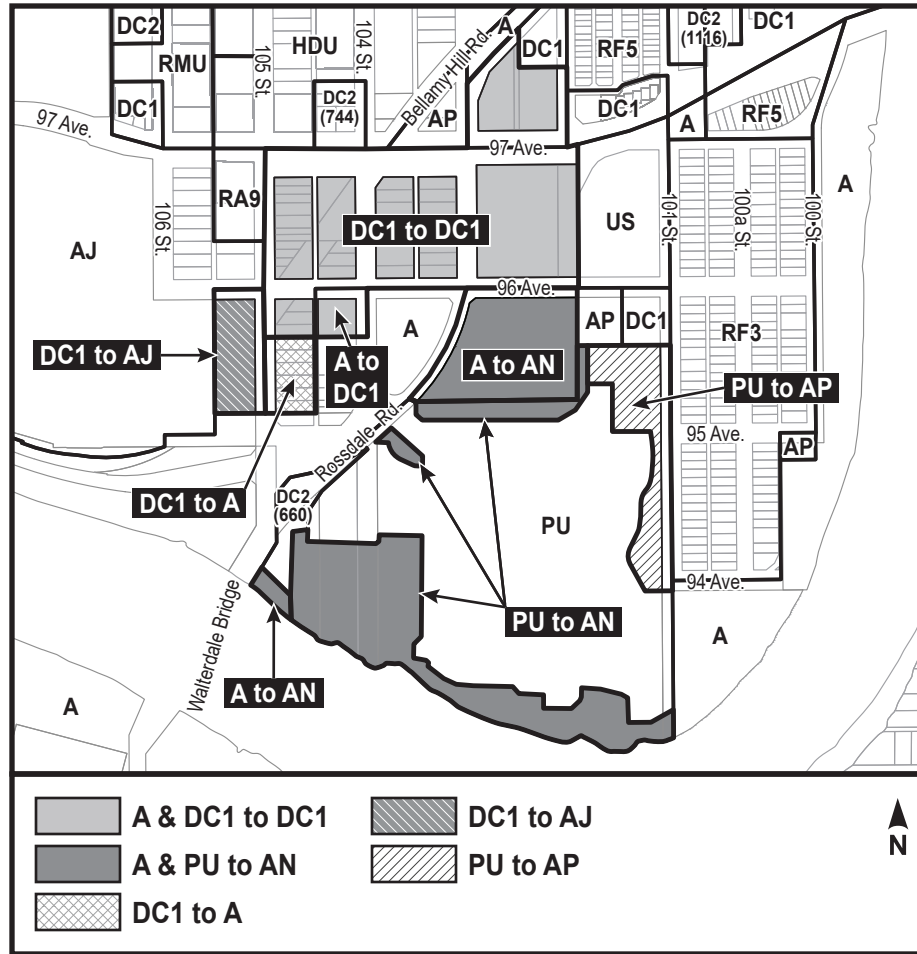 DC2
RMU
DC1
105 St.
HDU
104 St.
DC2
(744)
Bellamy Hill Rd.
AP
A
DC1
RF5
DC1
DC2
(1116)
DC1
A
RF5
97 Ave.
97 Ave.
A
AJ
106 St.
RA9
DC1 to DC1
US
101 St.
100a St.
100 St.
96 Ave.
DC1 to AJ
A to
DC1
A
A to AN
AP
DC1
RF3
PU to AP
Rossdale Rd.
95 Ave.
AP
DC1 to A
DC2
(660)
PU
94 Ave.
PU to AN
Walterdale Bridge
A to AN
A
A
A & DC1 to DC1
DC1 to AJ
A & PU to AN
PU to AP
DC1 to A
N